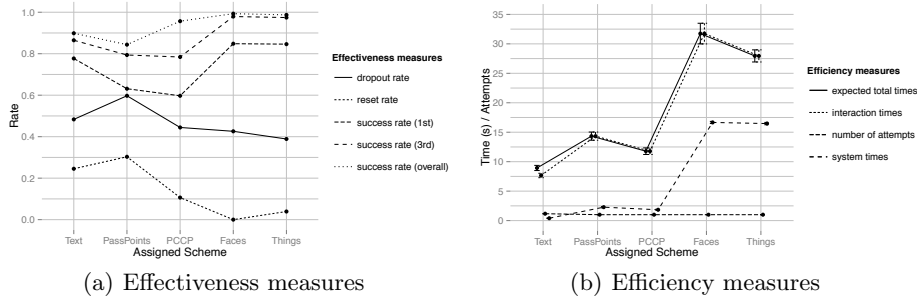 1.0
0.8
0.6
0.4
0.2
0.0
Rate
Text PassPoints PCCP Faces Things
Assigned Scheme
Effectiveness measures
dropout rate
reset rate
success rate (1st)
success rate (3rd)
success rate (overall)
(a) Effectiveness measures
35
30
25
20
15
10
5
0
Time (s) / Attempts
Text PassPoints PCCP Faces Things
Assigned Scheme
Efficiency measures
expected total times
interaction times
number of attempts
system times
(b) Efficiency measures